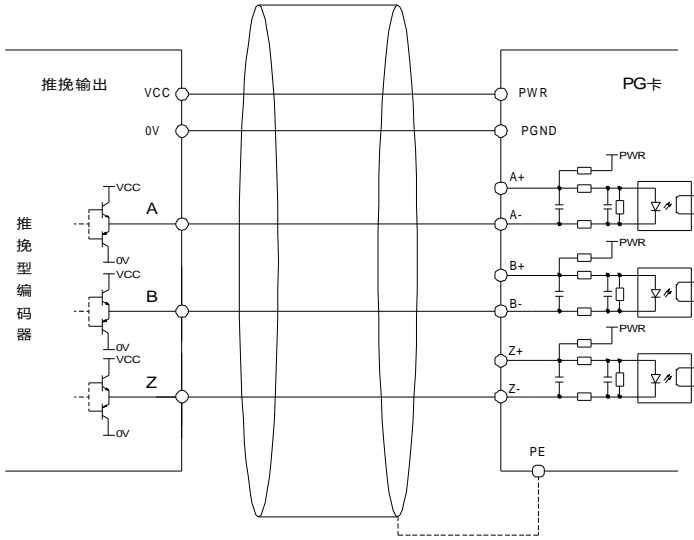 推挽输出
PG卡
VCC
PWR
0V
PGND
推挽型编码器
VCC
A
0V
A+
A-
PWR
VCC
B
0V
B+
B-
PWR
VCC
Z
0V
Z+
Z-
PWR
PE